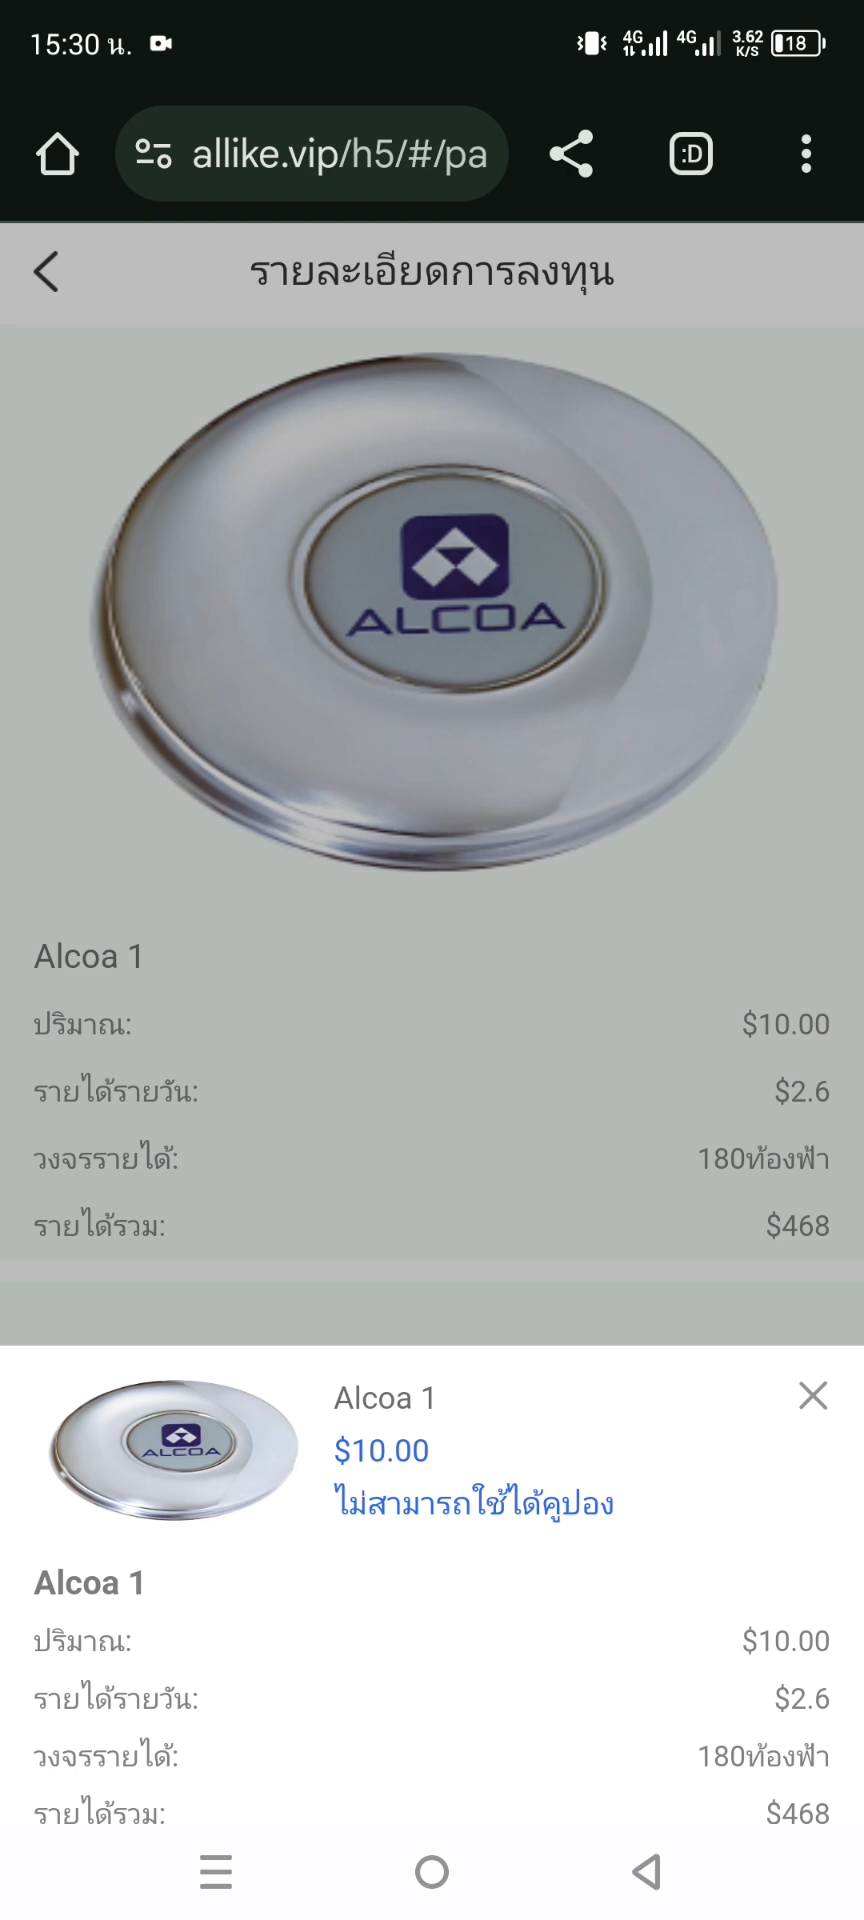 15:30 น.
4G 4G 3.62 K/S 18
allike.vip/h5/#/pa
:D
รายละเอียดการลงทุน
ALCOA
Alcoa 1
ปริมาณ: $10.00
รายได้รายวัน: $2.6
วงจรรายได้: 180ท้องฟ้า
รายได้รวม: $468
ALCOA
Alcoa 1
$10.00
ไม่สามารถใช้ได้คูปอง
Alcoa 1
ปริมาณ: $10.00
รายได้รายวัน: $2.6
วงจรรายได้: 180ท้องฟ้า
รายได้รวม: $468